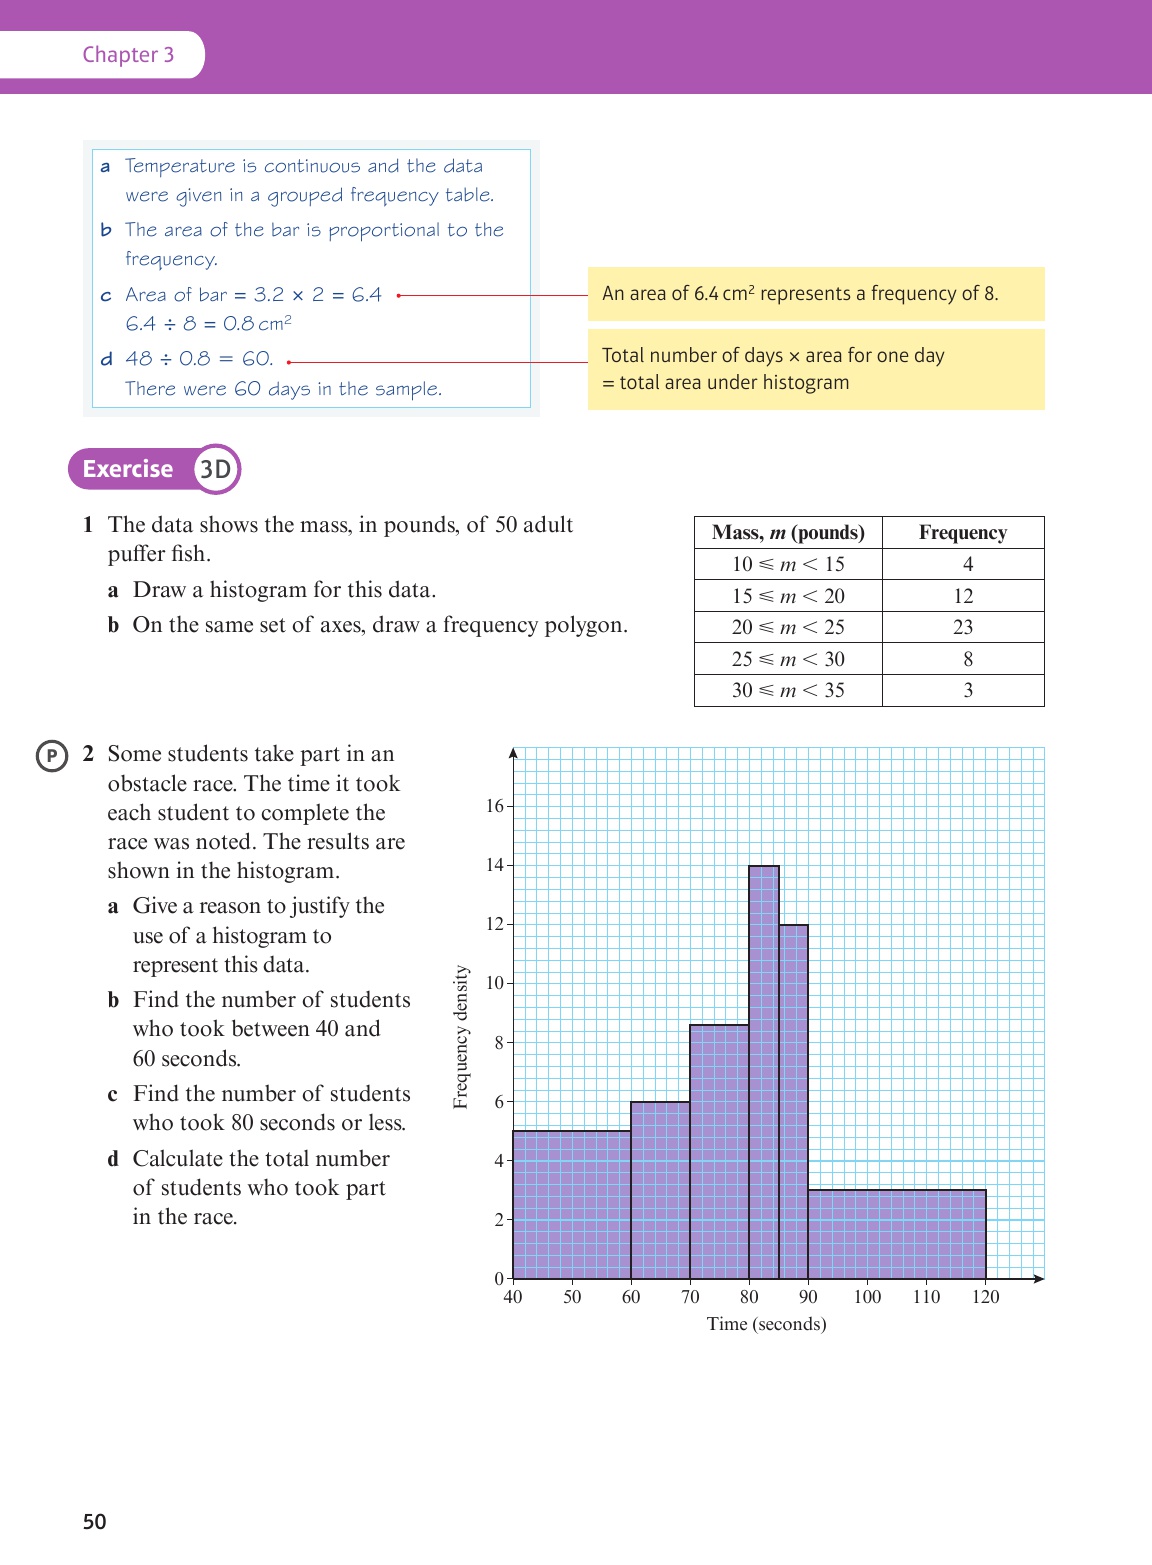 Chapter 3
a Temperature is continuous and the data
were given in a grouped frequency table.
b The area of the bar is proportional to the
frequency.
c Area of bar = 3.2 × 2 = 6.4
6.4 ÷ 8 = 0.8 cm²
d 48 ÷ 0.8 = 60.
There were 60 days in the sample.
An area of 6.4 cm² represents a frequency of 8.
Total number of days × area for one day
= total area under histogram
Exercise 3D
1 The data shows the mass, in pounds, of 50 adult
puffer fish.
a Draw a histogram for this data.
b On the same set of axes, draw a frequency polygon.
Mass, m (pounds) Frequency
10 ⩽ m < 15 4
15 ⩽ m < 20 12
20 ⩽ m < 25 23
25 ⩽ m < 30 8
30 ⩽ m < 35 3
P 2 Some students take part in an
obstacle race. The time it took
each student to complete the
race was noted. The results are
shown in the histogram.
a Give a reason to justify the
use of a histogram to
represent this data.
b Find the number of students
who took between 40 and
60 seconds.
c Find the number of students
who took 80 seconds or less.
d Calculate the total number
of students who took part
in the race.
Frequency density
16
14
12
10
8
6
4
2
0
40 50 60 70 80 90 100 110 120
Time (seconds)
50